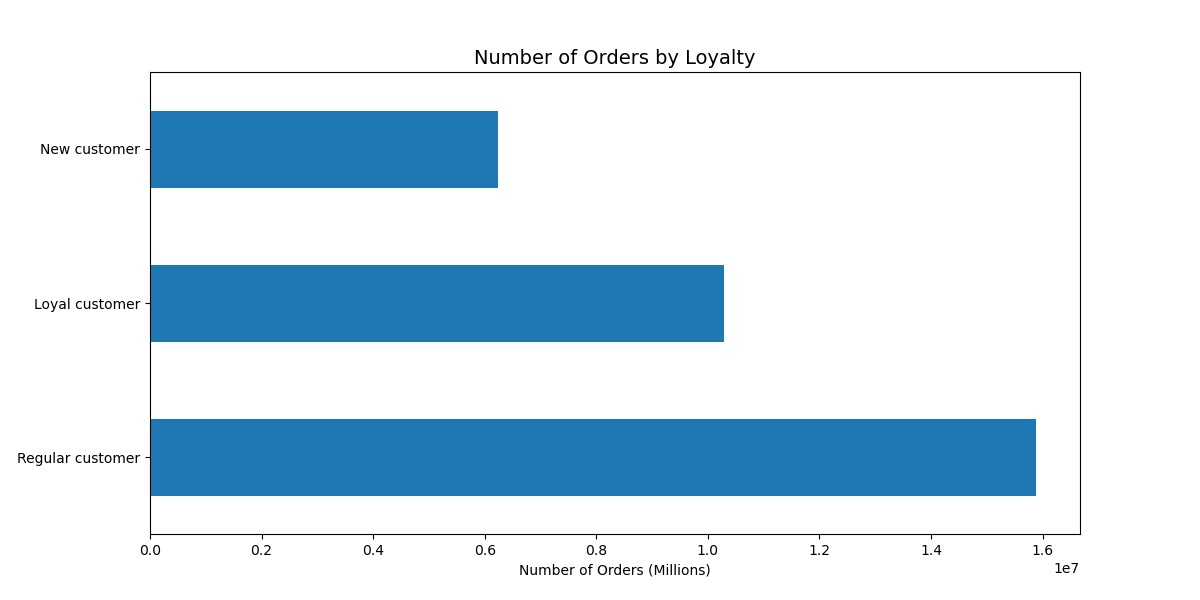 Number of Orders by Loyalty
New customer
Loyal customer
Regular customer
0.0 0.2 0.4 0.6 0.8 1.0 1.2 1.4 1.6
1e7
Number of Orders (Millions)